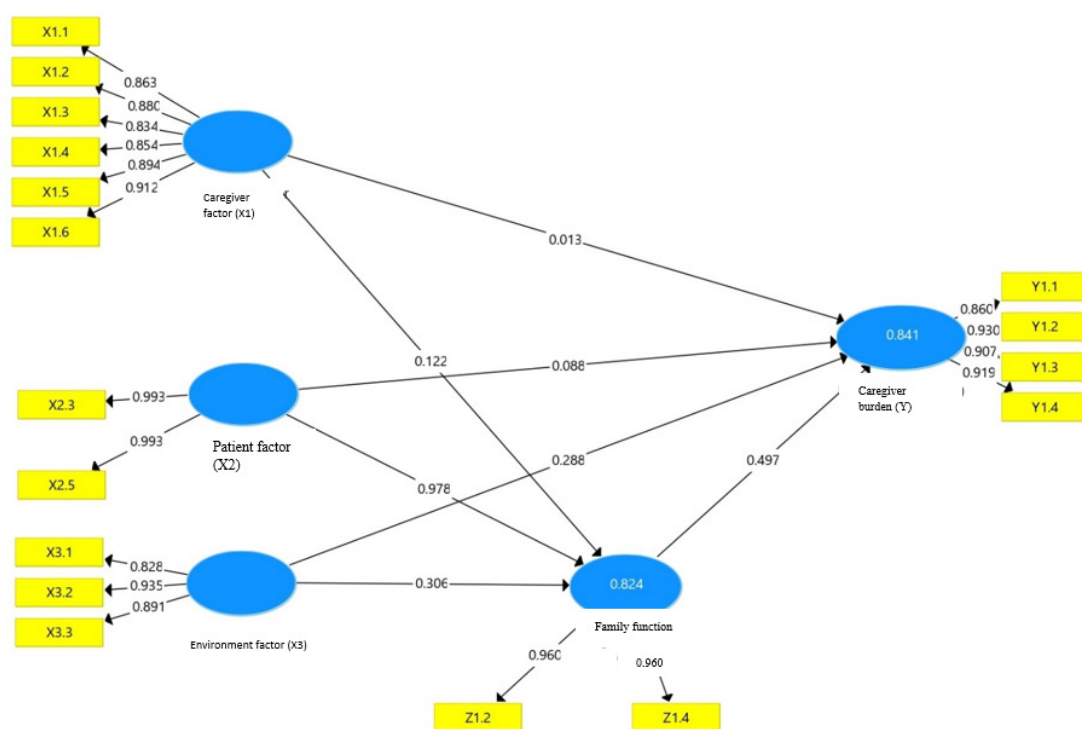 X1.1
X1.2
X1.3
X1.4
X1.5
X1.6
0.863
0.880
0.834
0.854
0.894
0.912
Caregiver
factor (X1)
0.013
0.122
Y1.1
Y1.2
Y1.3
Y1.4
0.860
0.930
0.907
0.919
0.841
Caregiver
burden (Y)
)
X2.3
X2.5
0.993
0.993
Patient factor
(X2)
0.088
0.978
0.288
0.497
X3.1
X3.2
X3.3
0.828
0.935
0.891
Environment factor (X3)
0.306
0.824
Family function
0.960
0.960
Z1.2
Z1.4